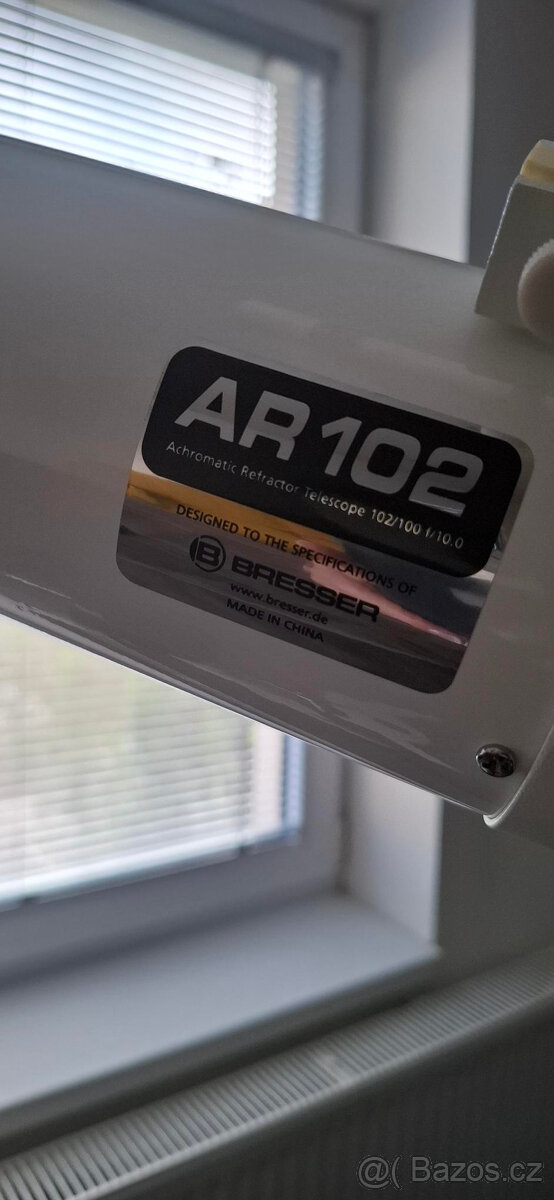 AR 102
Achromatic Refractor Telescope 102/100 f/10.0
DESIGNED TO THE SPECIFICATIONS OF
B BRESSER
www.bresser.de
MADE IN CHINA
@( Bazos.cz